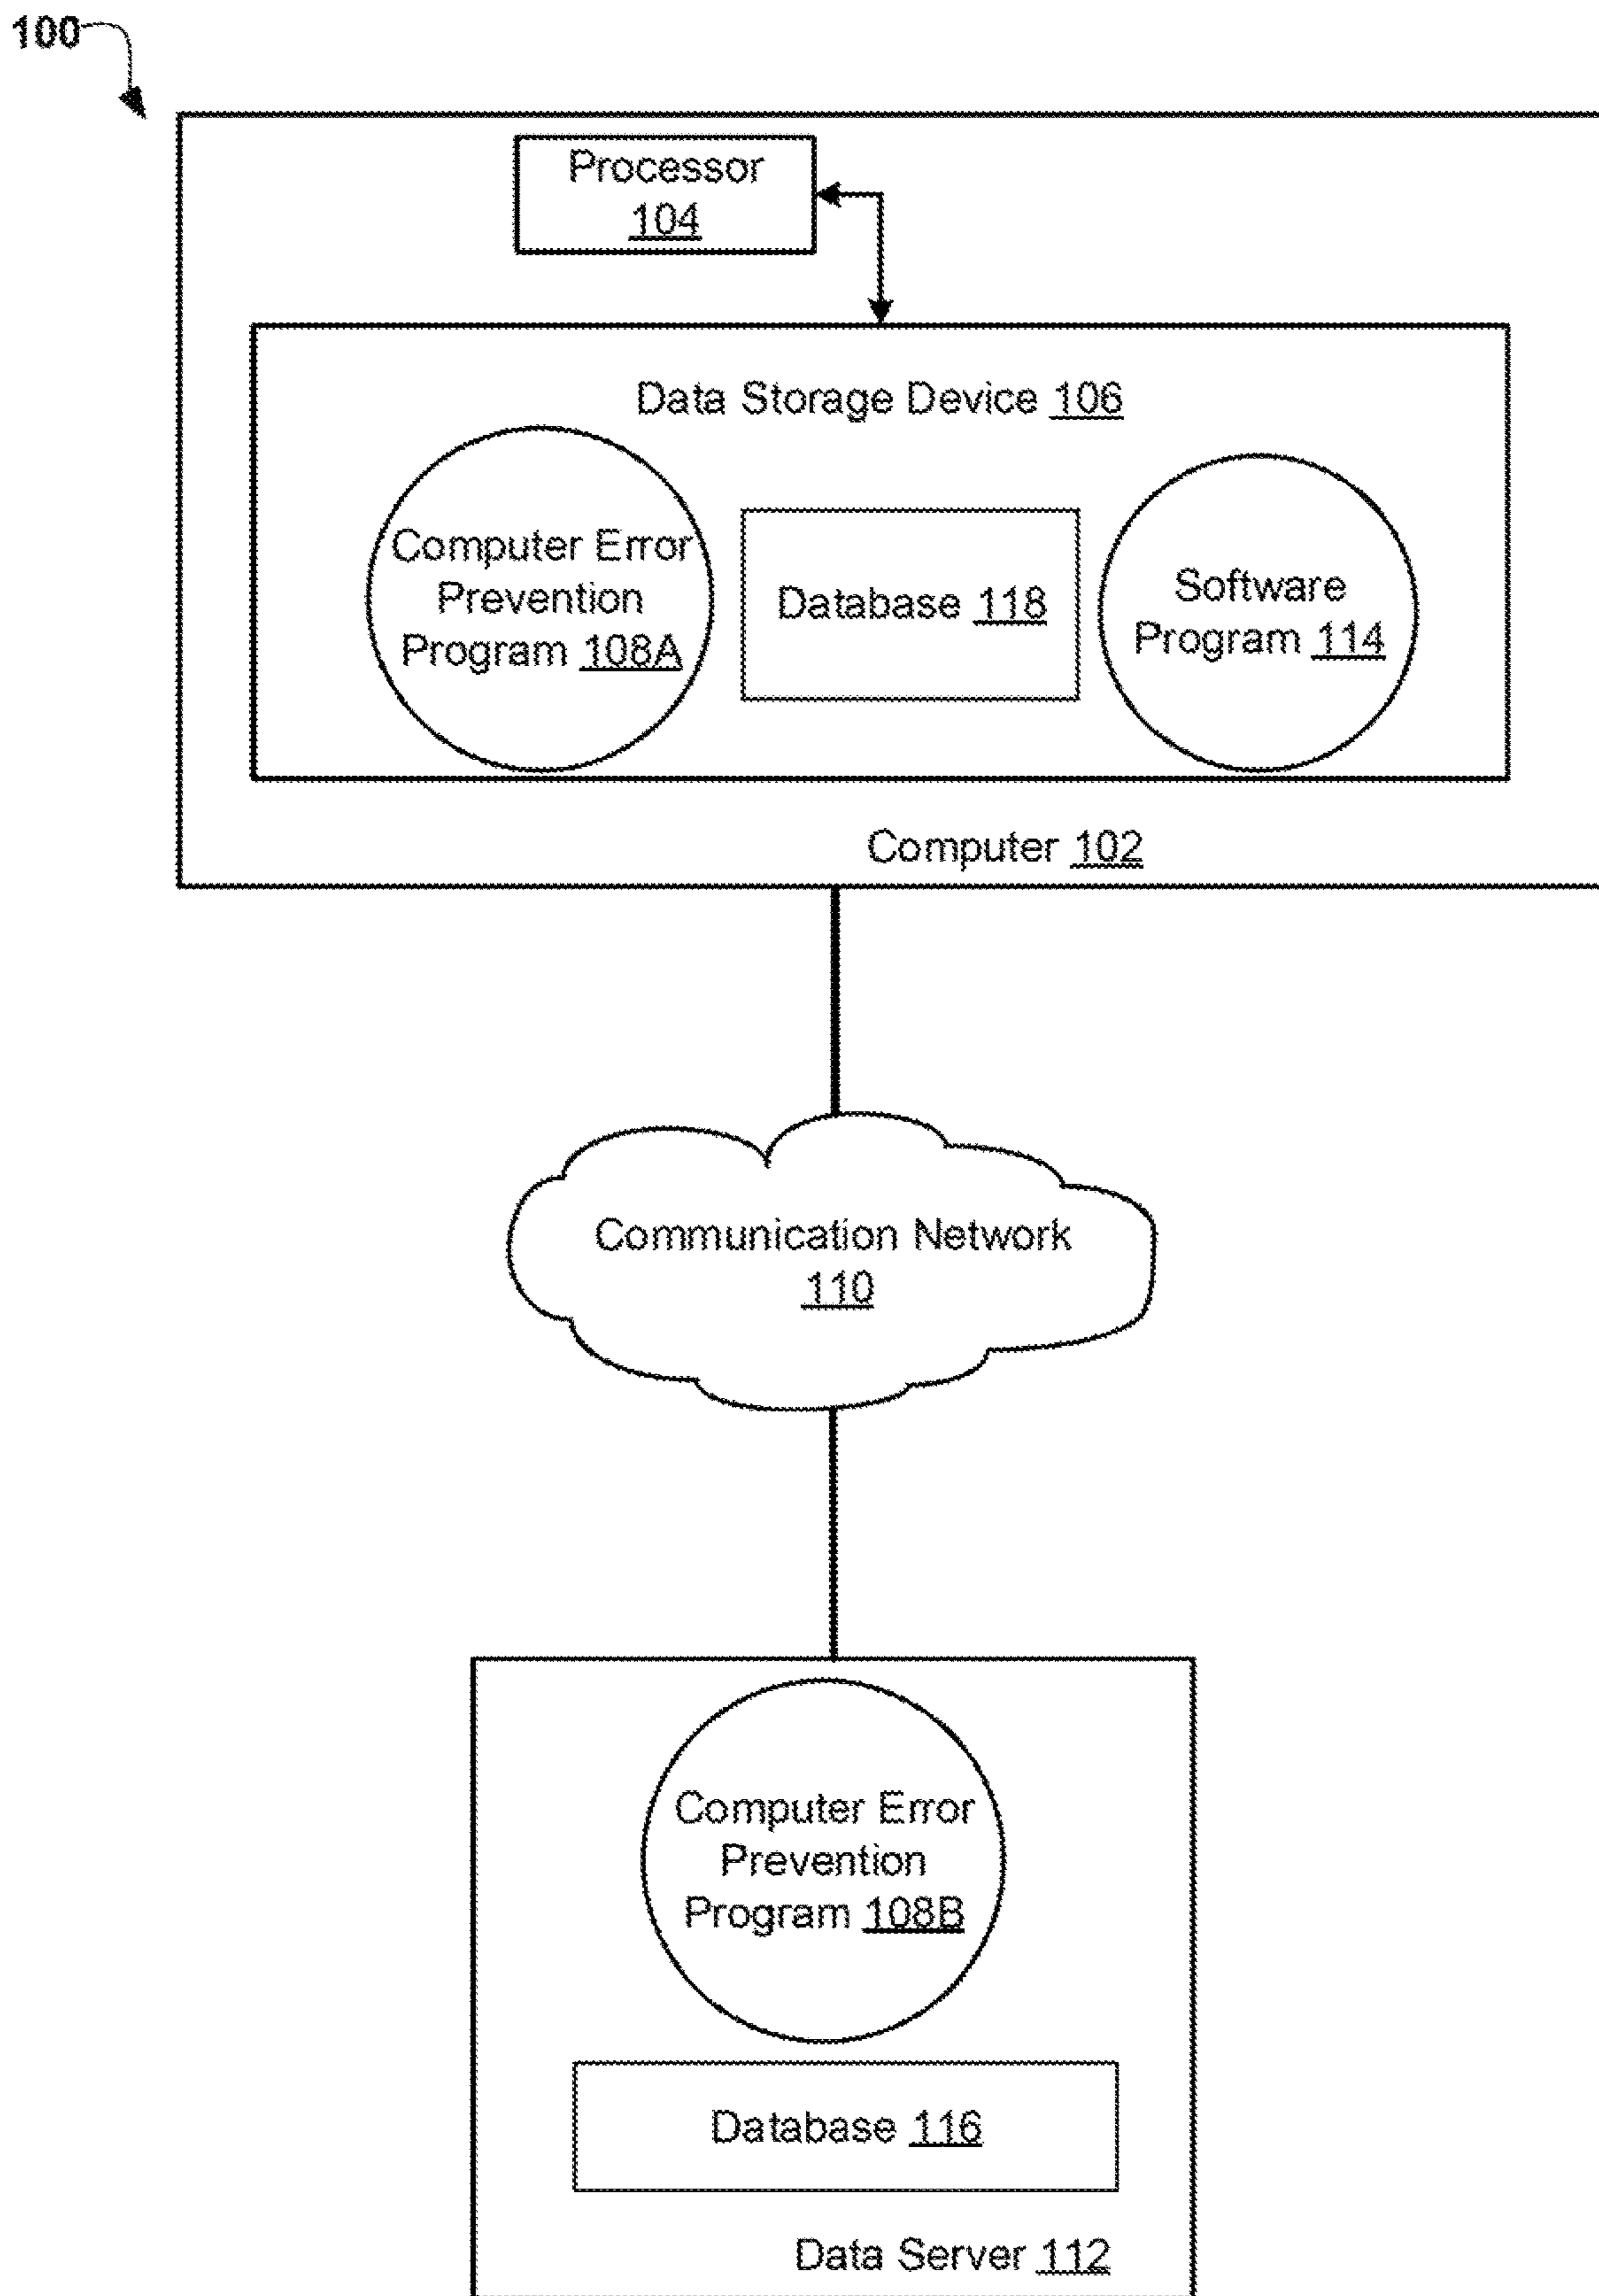 100
Processor
104
Data Storage Device 106
Computer Error
Prevention
Program 108A
Database 118
Software
Program 114
Computer 102
Communication Network
110
Computer Error
Prevention
Program 108B
Database 116
Data Server 112